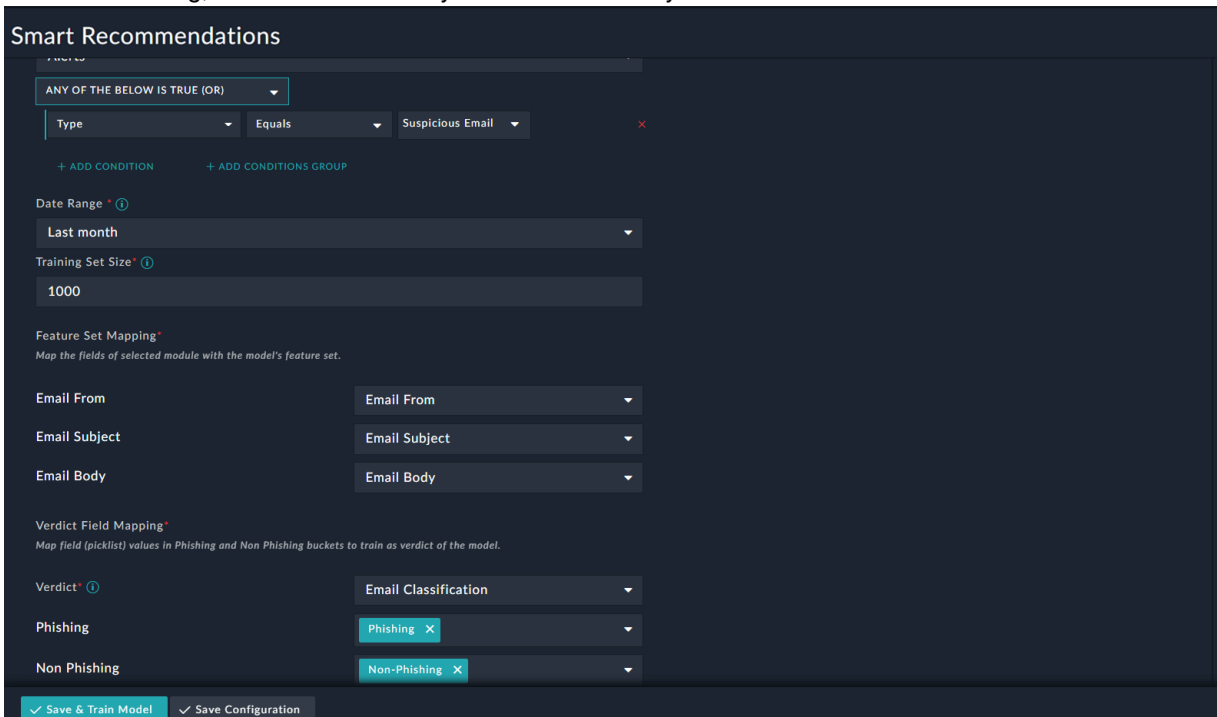 Smart Recommendations
Alerts
ANY OF THE BELOW IS TRUE (OR)
Type Equals Suspicious Email ×
+ ADD CONDITION + ADD CONDITIONS GROUP
Date Range *
Last month
Training Set Size*
1000
Feature Set Mapping*
Map the fields of selected module with the model's feature set.
Email From Email From
Email Subject Email Subject
Email Body Email Body
Verdict Field Mapping*
Map field (picklist) values in Phishing and Non Phishing buckets to train as verdict of the model.
Verdict* Email Classification
Phishing Phishing ×
Non Phishing Non-Phishing ×
✓ Save & Train Model ✓ Save Configuration